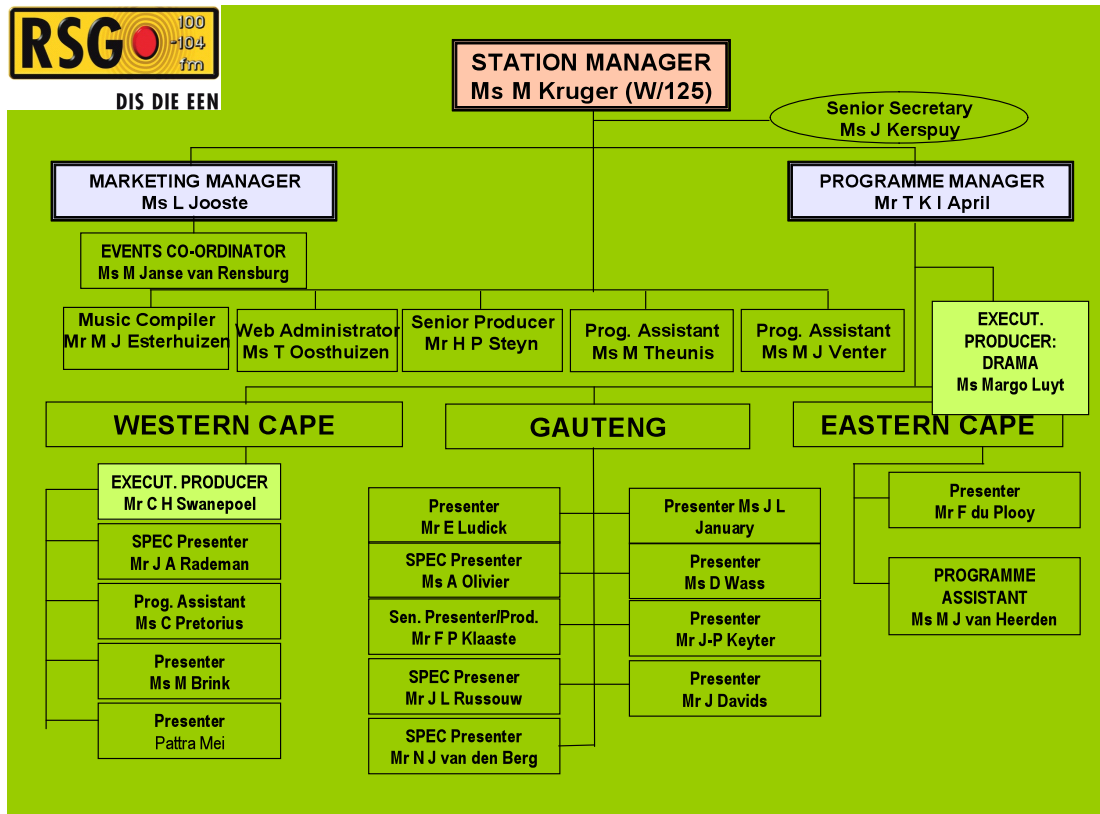 RSG 100
-104
fm
DIS DIE EEN
STATION MANAGER
Ms M Kruger (W/125)
Senior Secretary
Ms J Kerspuy
MARKETING MANAGER
Ms L Jooste
PROGRAMME MANAGER
Mr T K I April
EVENTS CO-ORDINATOR
Ms M Janse van Rensburg
Music Compiler
Mr M J Esterhuizen
Web Administrator
Ms T Oosthuizen
Senior Producer
Mr H P Steyn
Prog. Assistant
Ms M Theunis
Prog. Assistant
Ms M J Venter
EXECUT.
PRODUCER:
DRAMA
Ms Margo Luyt
WESTERN CAPE
GAUTENG
EASTERN CAPE
EXECUT. PRODUCER
Mr C H Swanepoel
SPEC Presenter
Mr J A Rademan
Prog. Assistant
Ms C Pretorius
Presenter
Ms M Brink
Presenter
Pattra Mei
Presenter
Mr E Ludick
SPEC Presenter
Ms A Olivier
Sen. Presenter/Prod.
Mr F P Klaaste
SPEC Presener
Mr J L Russouw
SPEC Presenter
Mr N J van den Berg
Presenter Ms J L
January
Presenter
Ms D Wass
Presenter
Mr J-P Keyter
Presenter
Mr J Davids
Presenter
Mr F du Plooy
PROGRAMME
ASSISTANT
Ms M J van Heerden